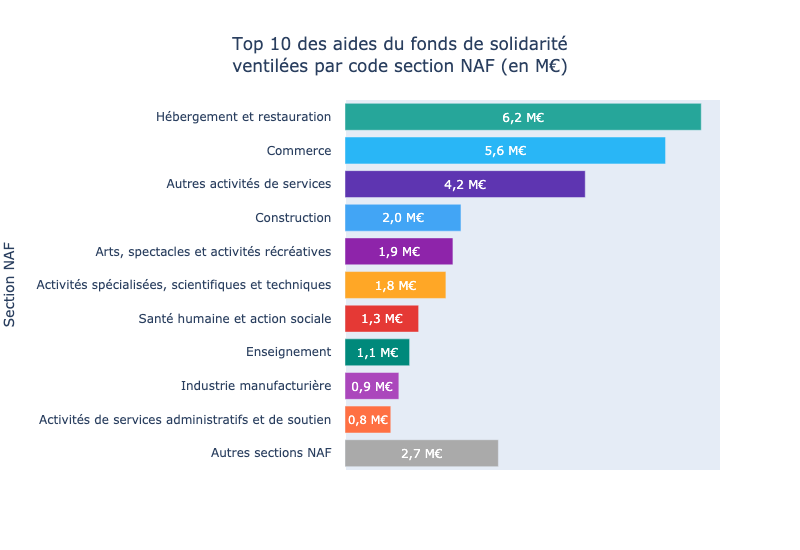 Top 10 des aides du fonds de solidarité
ventilées par code section NAF (en M€)
Section NAF
Hébergement et restauration 6,2 M€
Commerce 5,6 M€
Autres activités de services 4,2 M€
Construction 2,0 M€
Arts, spectacles et activités récréatives 1,9 M€
Activités spécialisées, scientifiques et techniques 1,8 M€
Santé humaine et action sociale 1,3 M€
Enseignement 1,1 M€
Industrie manufacturière 0,9 M€
Activités de services administratifs et de soutien 0,8 M€
Autres sections NAF 2,7 M€